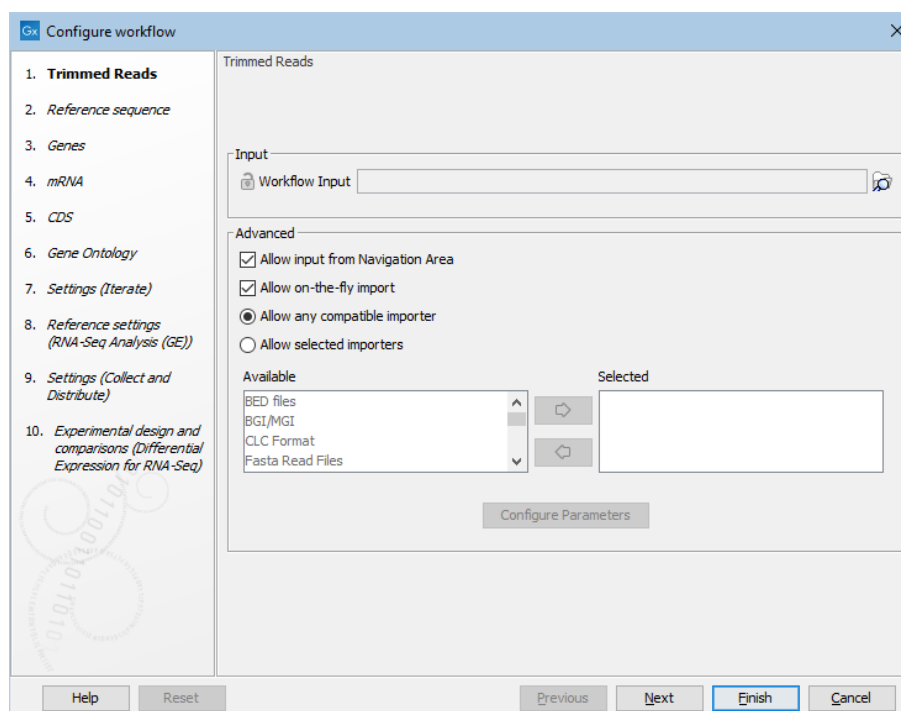 Gx Configure workflow
1. Trimmed Reads
2. Reference sequence
3. Genes
4. mRNA
5. CDS
6. Gene Ontology
7. Settings (Iterate)
8. Reference settings
(RNA-Seq Analysis (GE))
9. Settings (Collect and
Distribute)
10. Experimental design and
comparisons (Differential
Expression for RNA-Seq)
Trimmed Reads
Input
Workflow Input
Advanced
Allow input from Navigation Area
Allow on-the-fly import
Allow any compatible importer
Allow selected importers
Available
BED files
BGI/MGI
CLC Format
Fasta Read Files
Selected
Configure Parameters
Help
Reset
Previous
Next
Finish
Cancel